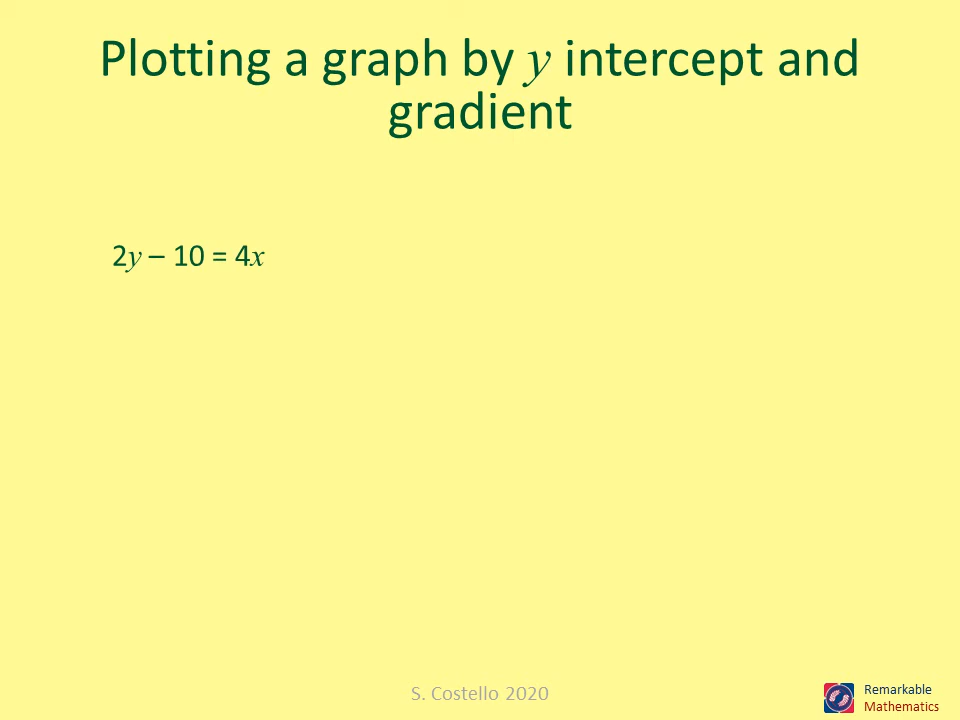 Plotting a graph by y intercept and
gradient
2y – 10 = 4x
S. Costello 2020
Remarkable
Mathematics